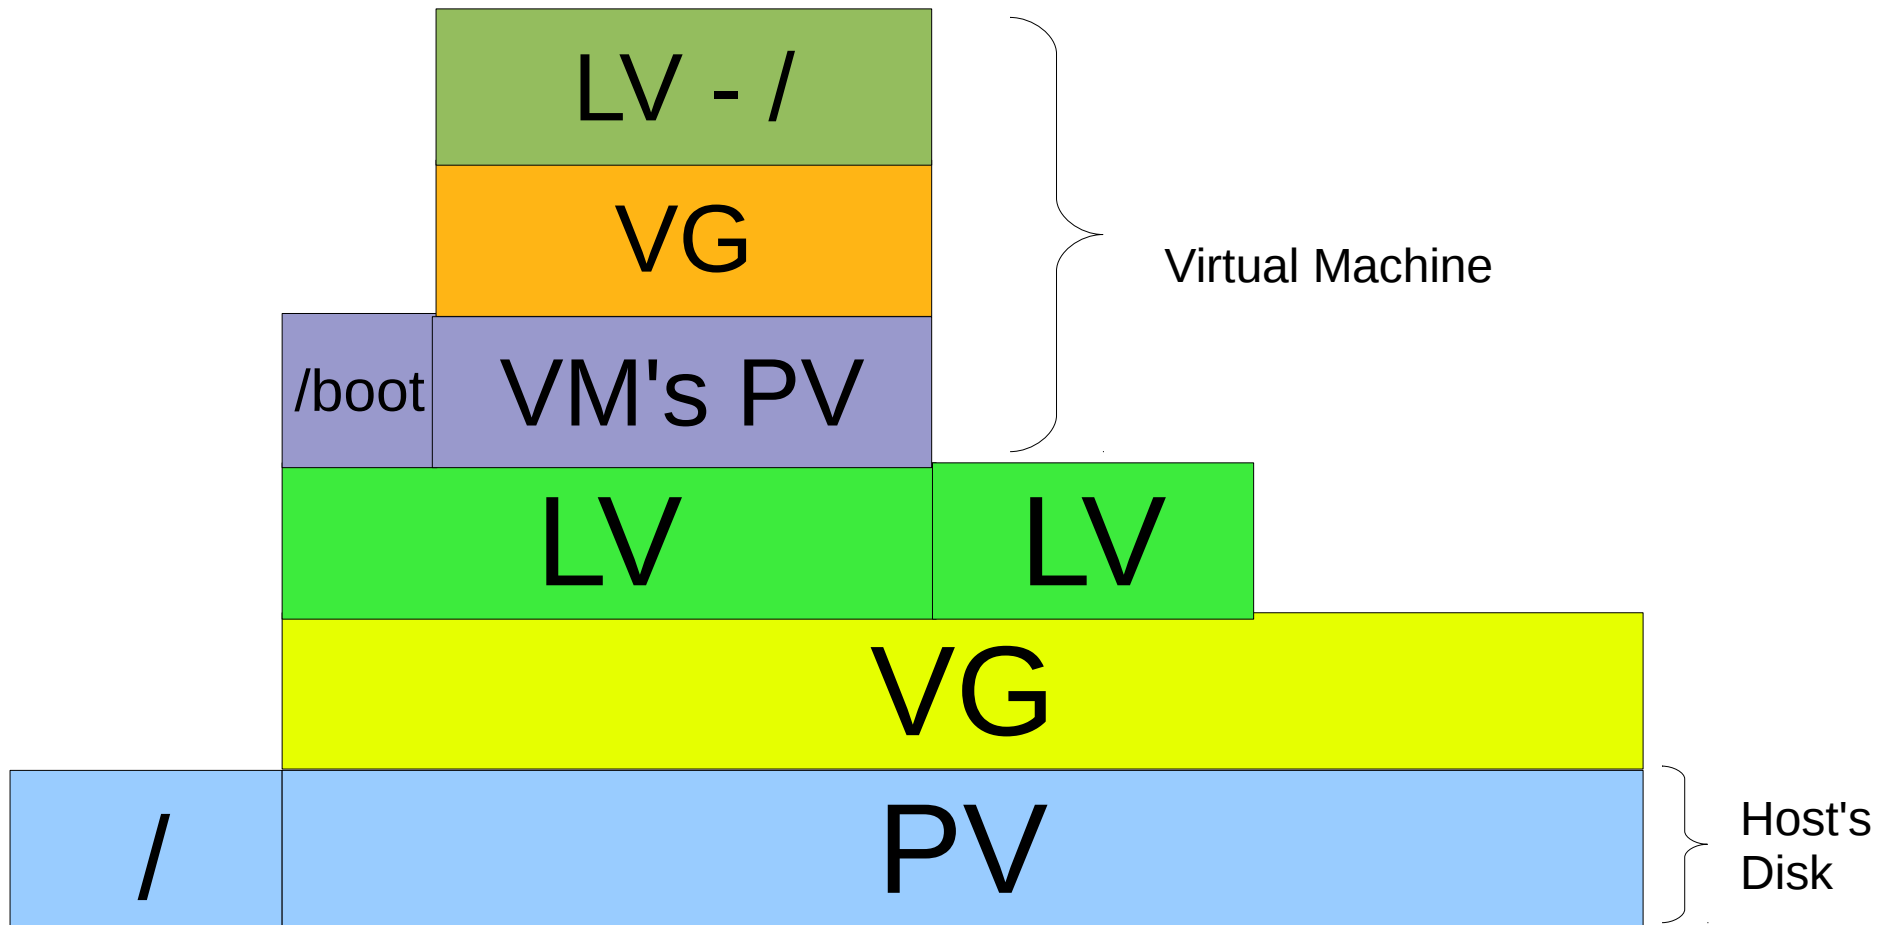 LV - /
VG
Virtual Machine
/boot
VM's PV
LV
LV
VG
/
PV
Host's
Disk